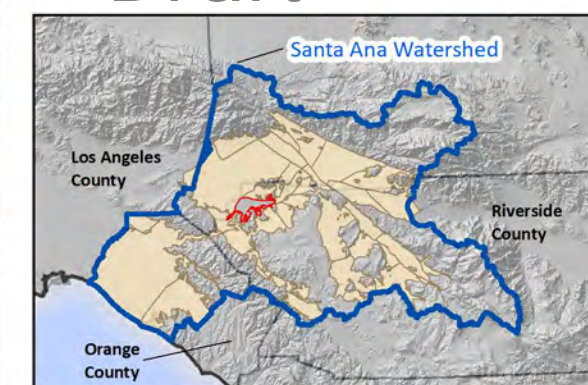 Santa Ana Watershed
Los Angeles
County
Riverside
County
Orange
County